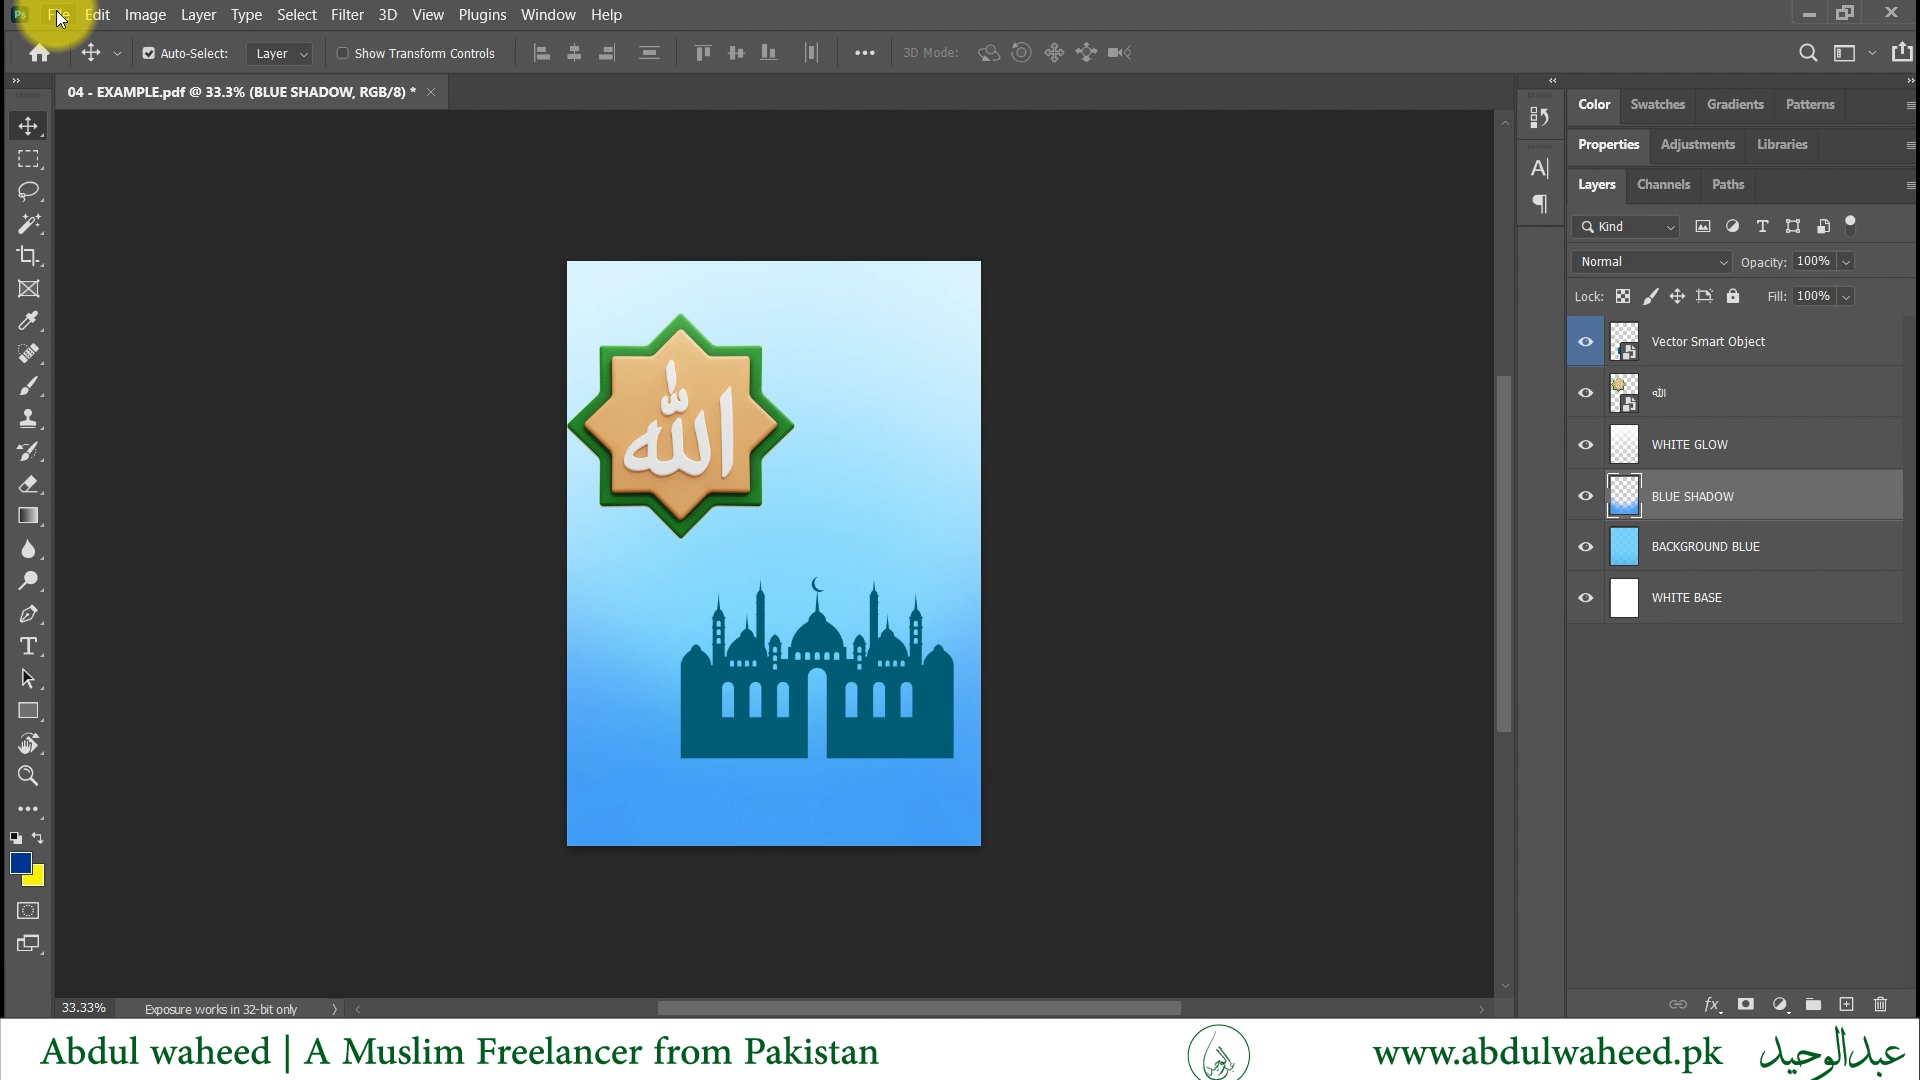 Ps File Edit Image Layer Type Select Filter 3D View Plugins Window Help
Auto-Select: Layer Show Transform Controls 3D Mode:
04 - EXAMPLE.pdf @ 33.3% (BLUE SHADOW, RGB/8) *
Color Swatches Gradients Patterns
Properties Adjustments Libraries
Layers Channels Paths
Kind
Normal Opacity: 100%
Lock: Fill: 100%
Vector Smart Object
الله
WHITE GLOW
BLUE SHADOW
BACKGROUND BLUE
WHITE BASE
الله
33.33% Exposure works in 32-bit only
fx
Abdul waheed | A Muslim Freelancer from Pakistan
www.abdulwaheed.pk
عبدالوحید